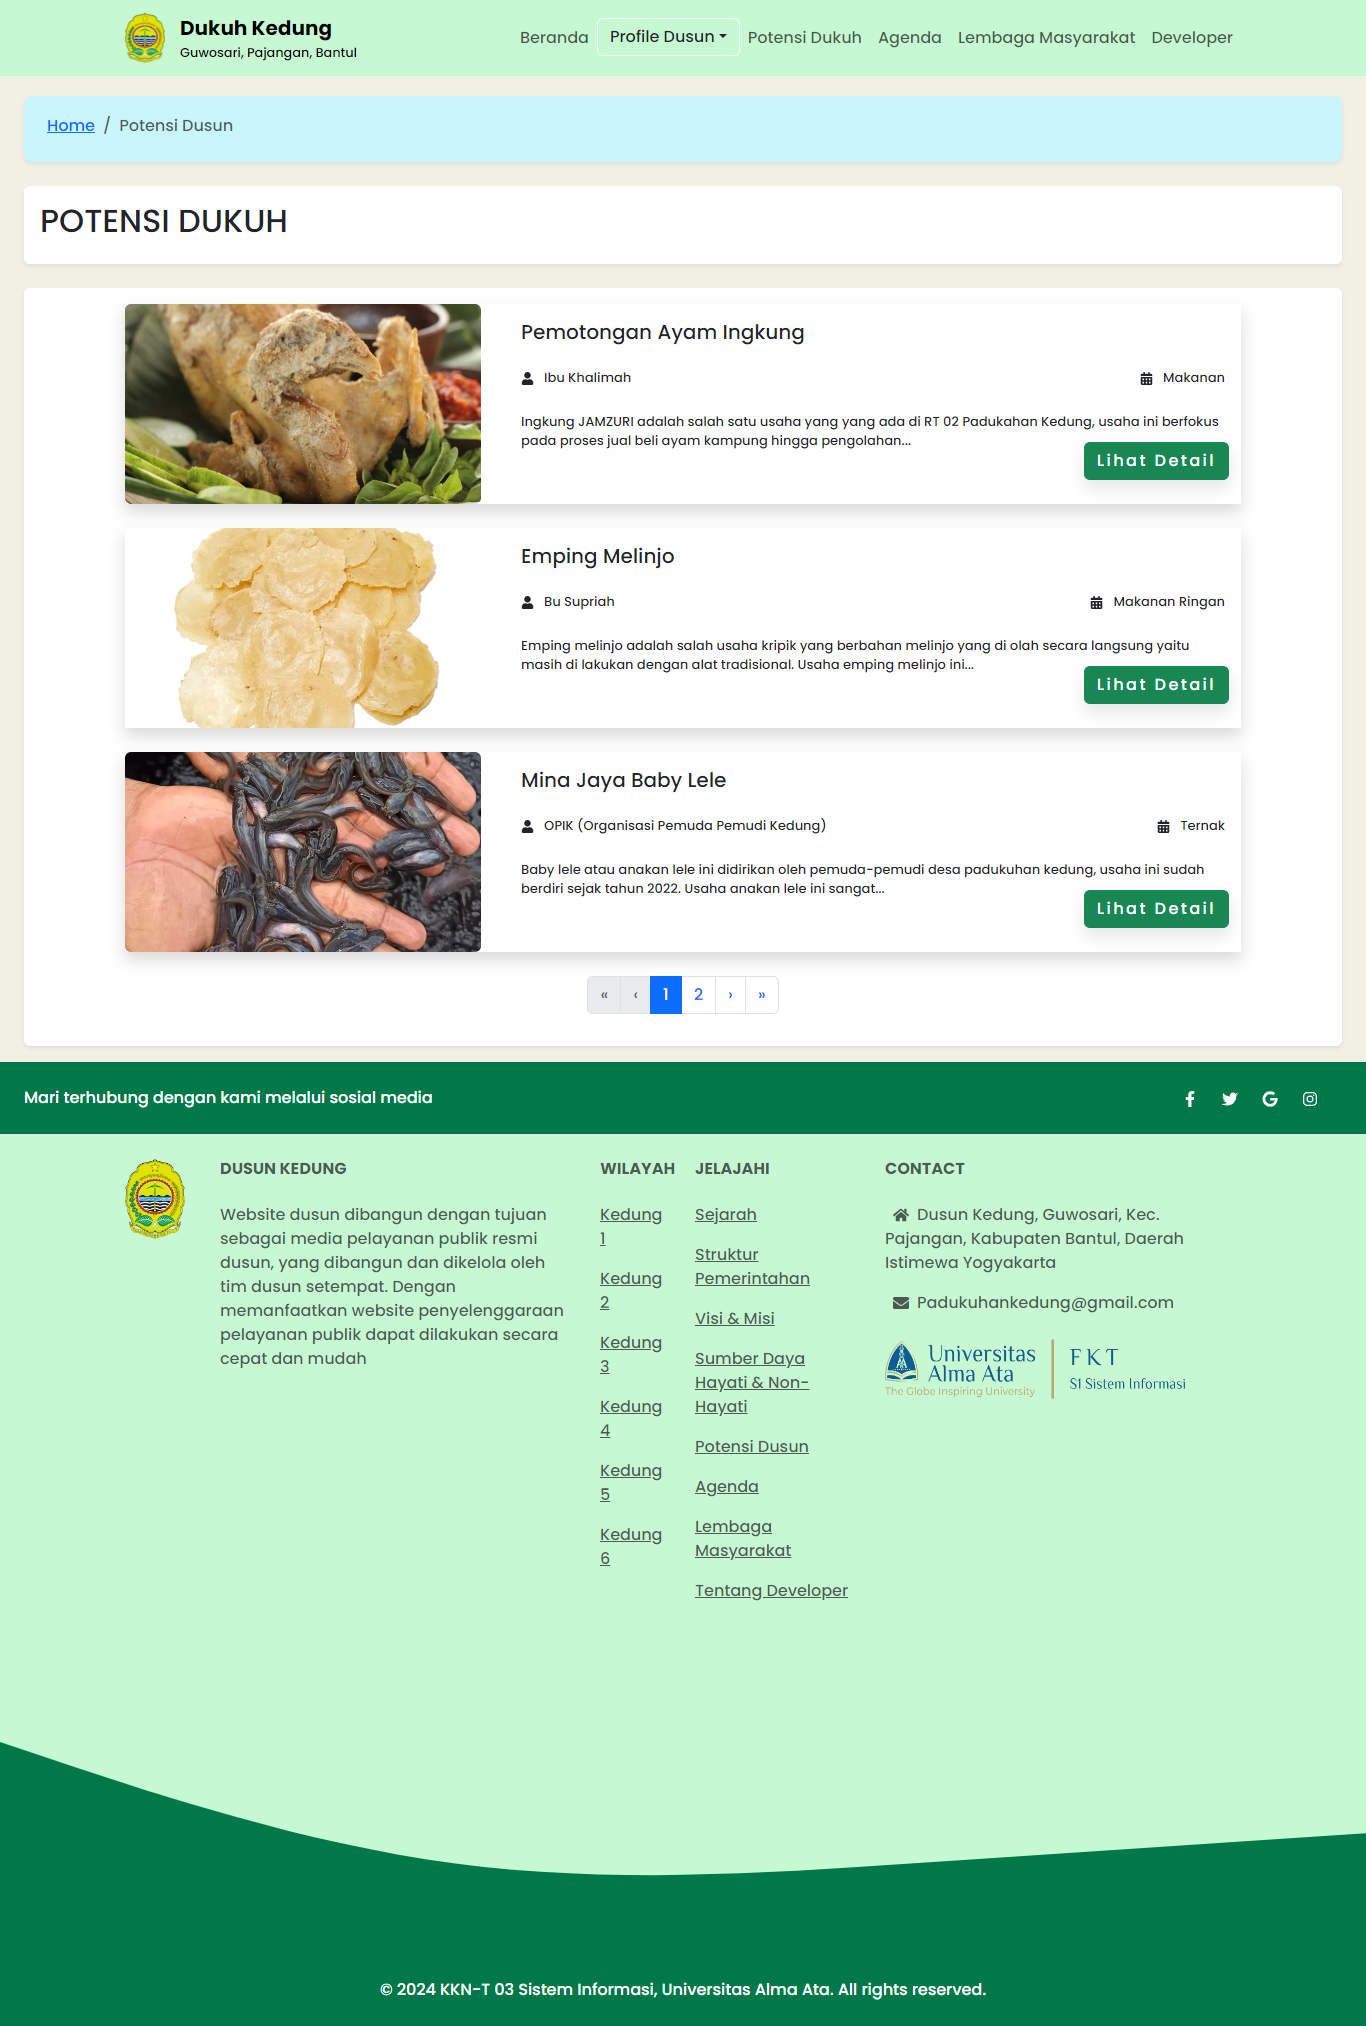 Dukuh Kedung
Guwosari, Pajangan, Bantul
Beranda
Profile Dusun
Potensi Dukuh
Agenda
Lembaga Masyarakat
Developer
Home / Potensi Dusun
POTENSI DUKUH
Pemotongan Ayam Ingkung
Ibu Khalimah
Makanan
Ingkung JAMZURI adalah salah satu usaha yang yang ada di RT 02 Padukahan Kedung, usaha ini berfokus
pada proses jual beli ayam kampung hingga pengolahan...
Lihat Detail
Emping Melinjo
Bu Supriah
Makanan Ringan
Emping melinjo adalah salah usaha kripik yang berbahan melinjo yang di olah secara langsung yaitu
masih di lakukan dengan alat tradisional. Usaha emping melinjo ini...
Lihat Detail
Mina Jaya Baby Lele
OPIK (Organisasi Pemuda Pemudi Kedung)
Ternak
Baby lele atau anakan lele ini didirikan oleh pemuda-pemudi desa padukuhan kedung, usaha ini sudah
berdiri sejak tahun 2022. Usaha anakan lele ini sangat...
Lihat Detail
« ‹ 1 2 › »
Mari terhubung dengan kami melalui sosial media
DUSUN KEDUNG
Website dusun dibangun dengan tujuan
sebagai media pelayanan publik resmi
dusun, yang dibangun dan dikelola oleh
tim dusun setempat. Dengan
memanfaatkan website penyelenggaraan
pelayanan publik dapat dilakukan secara
cepat dan mudah
WILAYAH
Kedung
1
Kedung
2
Kedung
3
Kedung
4
Kedung
5
Kedung
6
JELAJAHI
Sejarah
Struktur
Pemerintahan
Visi & Misi
Sumber Daya
Hayati & Non-
Hayati
Potensi Dusun
Agenda
Lembaga
Masyarakat
Tentang Developer
CONTACT
Dusun Kedung, Guwosari, Kec.
Pajangan, Kabupaten Bantul, Daerah
Istimewa Yogyakarta
Padukuhankedung@gmail.com
Universitas
Alma Ata
The Globe Inspiring University
FKT
S1 Sistem Informasi
© 2024 KKN-T 03 Sistem Informasi, Universitas Alma Ata. All rights reserved.